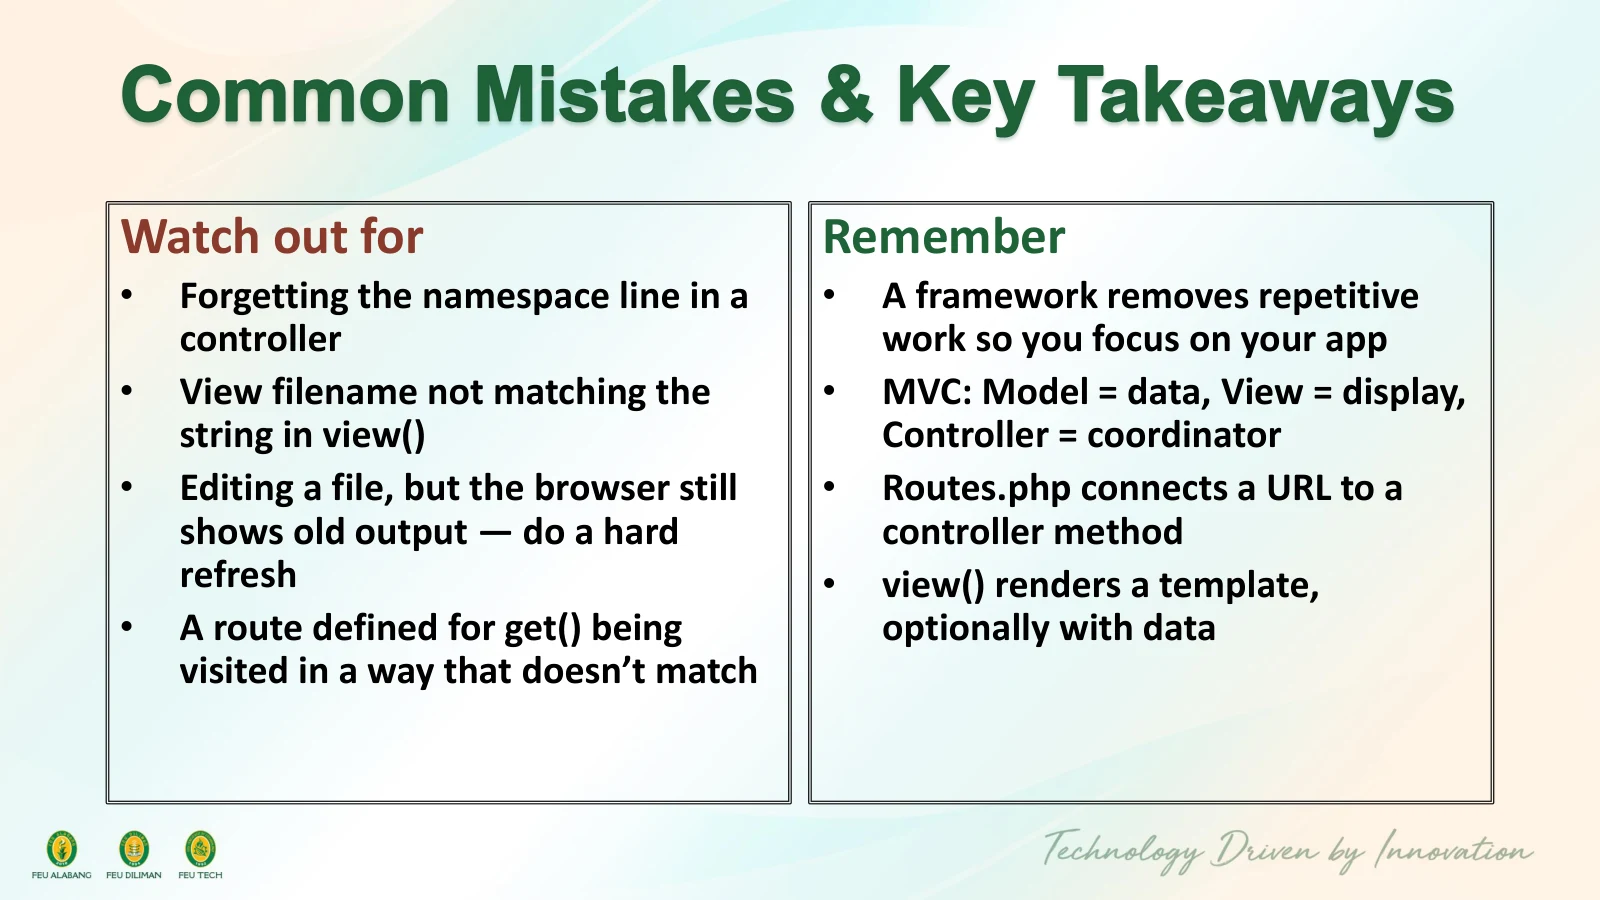 Common Mistakes & Key Takeaways
Watch out for
• Forgetting the namespace line in a
controller
• View filename not matching the
string in view()
• Editing a file, but the browser still
shows old output — do a hard
refresh
• A route defined for get() being
visited in a way that doesn’t match
Remember
• A framework removes repetitive
work so you focus on your app
• MVC: Model = data, View = display,
Controller = coordinator
• Routes.php connects a URL to a
controller method
• view() renders a template,
optionally with data
FEU ALABANG
FEU DILIMAN
FEU TECH
Technology Driven by Innovation